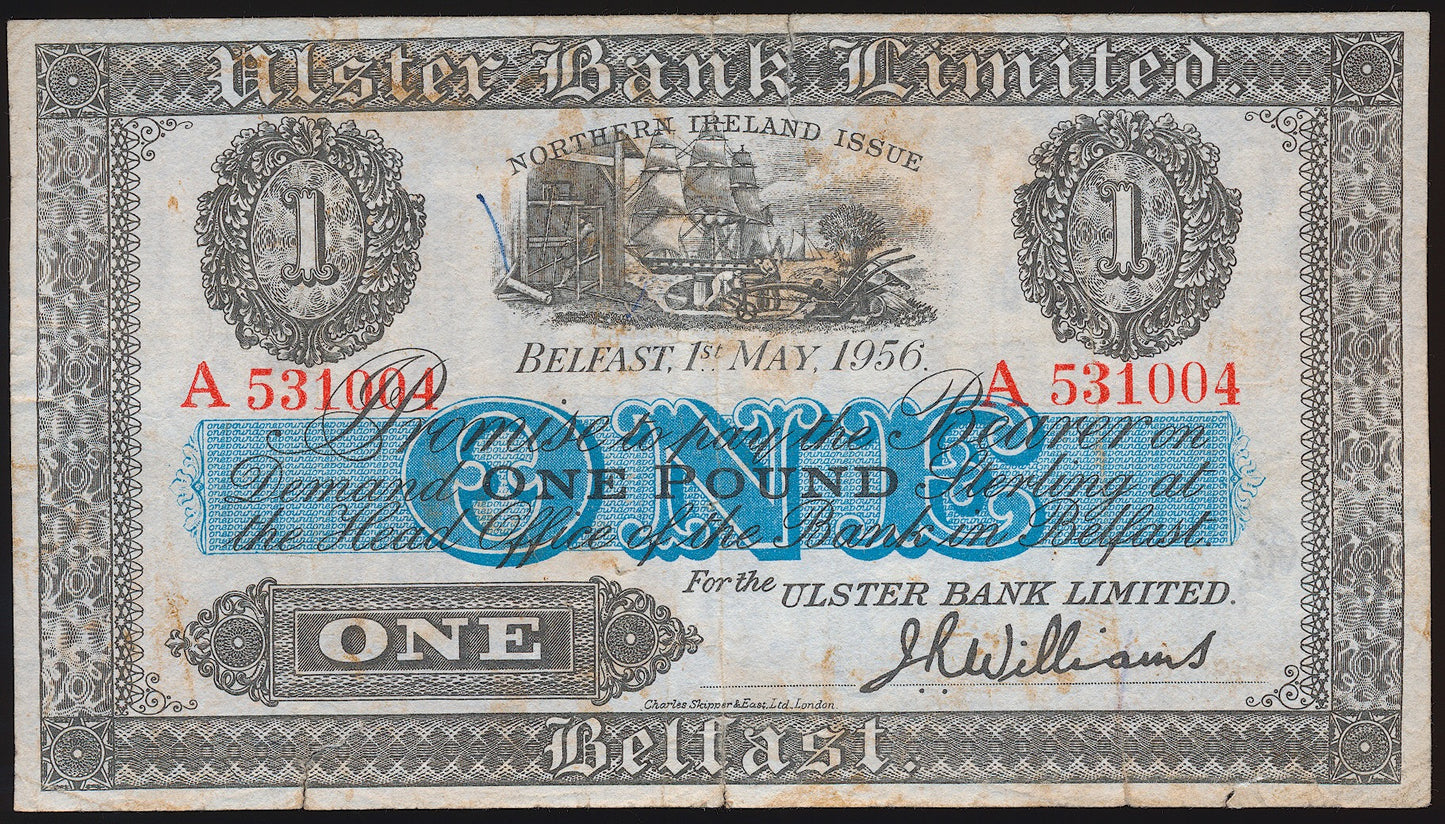 Ulster Bank Limited.
NORTHERN IRELAND ISSUE
1 1
BELFAST, 1st MAY, 1956.
A 531004 A 531004
ONE
Promise to pay the Bearer on
Demand ONE POUND Sterling at
the Head Office of the Bank in Belfast.
For the ULSTER BANK LIMITED.
ONE
J R Williams
Charles Skipper & East, Ltd. London.
Belfast.